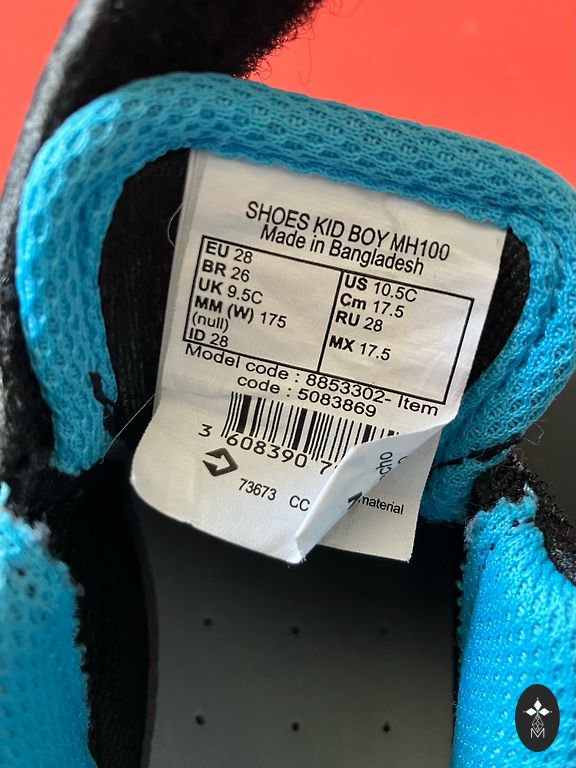 SHOES KID BOY MH100
Made in Bangladesh
EU 28
BR 26
UK 9.5C
MM (W) 175
(null)
ID 28
US 10.5C
Cm 17.5
RU 28
MX 17.5
Model code : 8853302- Item
code : 5083869
3 608390 7
73673 CC
material
cho
M